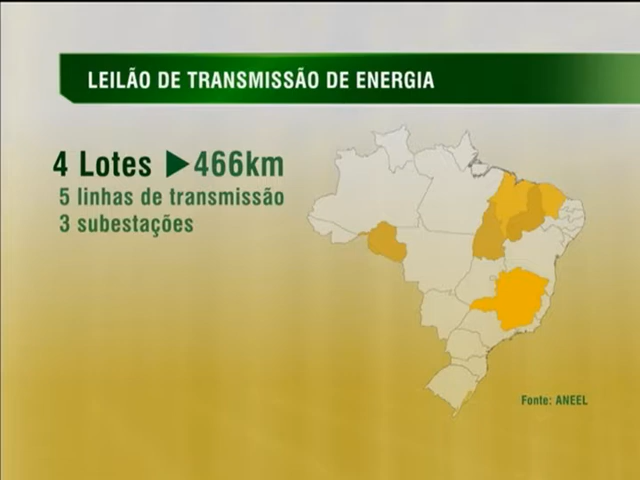 LEILÃO DE TRANSMISSÃO DE ENERGIA
4 Lotes ▶466km
5 linhas de transmissão
3 subestações
Fonte: ANEEL